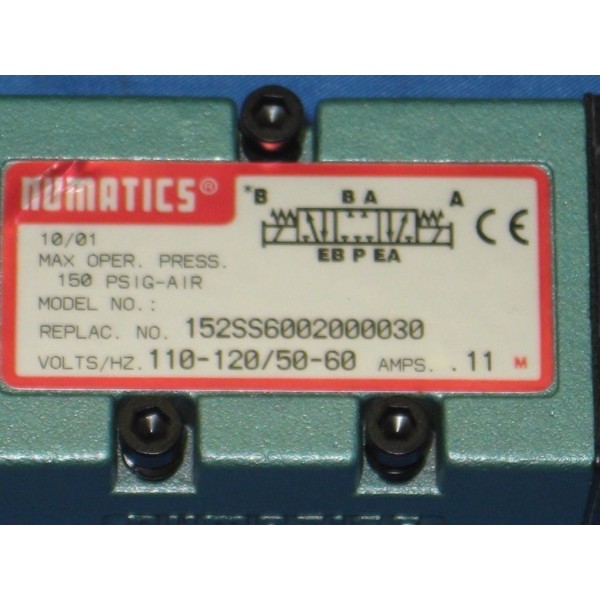 NUMATICS®
*B B A A
EB P EA
CE
10/01
MAX OPER. PRESS.
150 PSIG-AIR
MODEL NO.:
REPLAC. NO. 152SS6002000030
VOLTS/HZ. 110-120/50-60 AMPS. .11 M